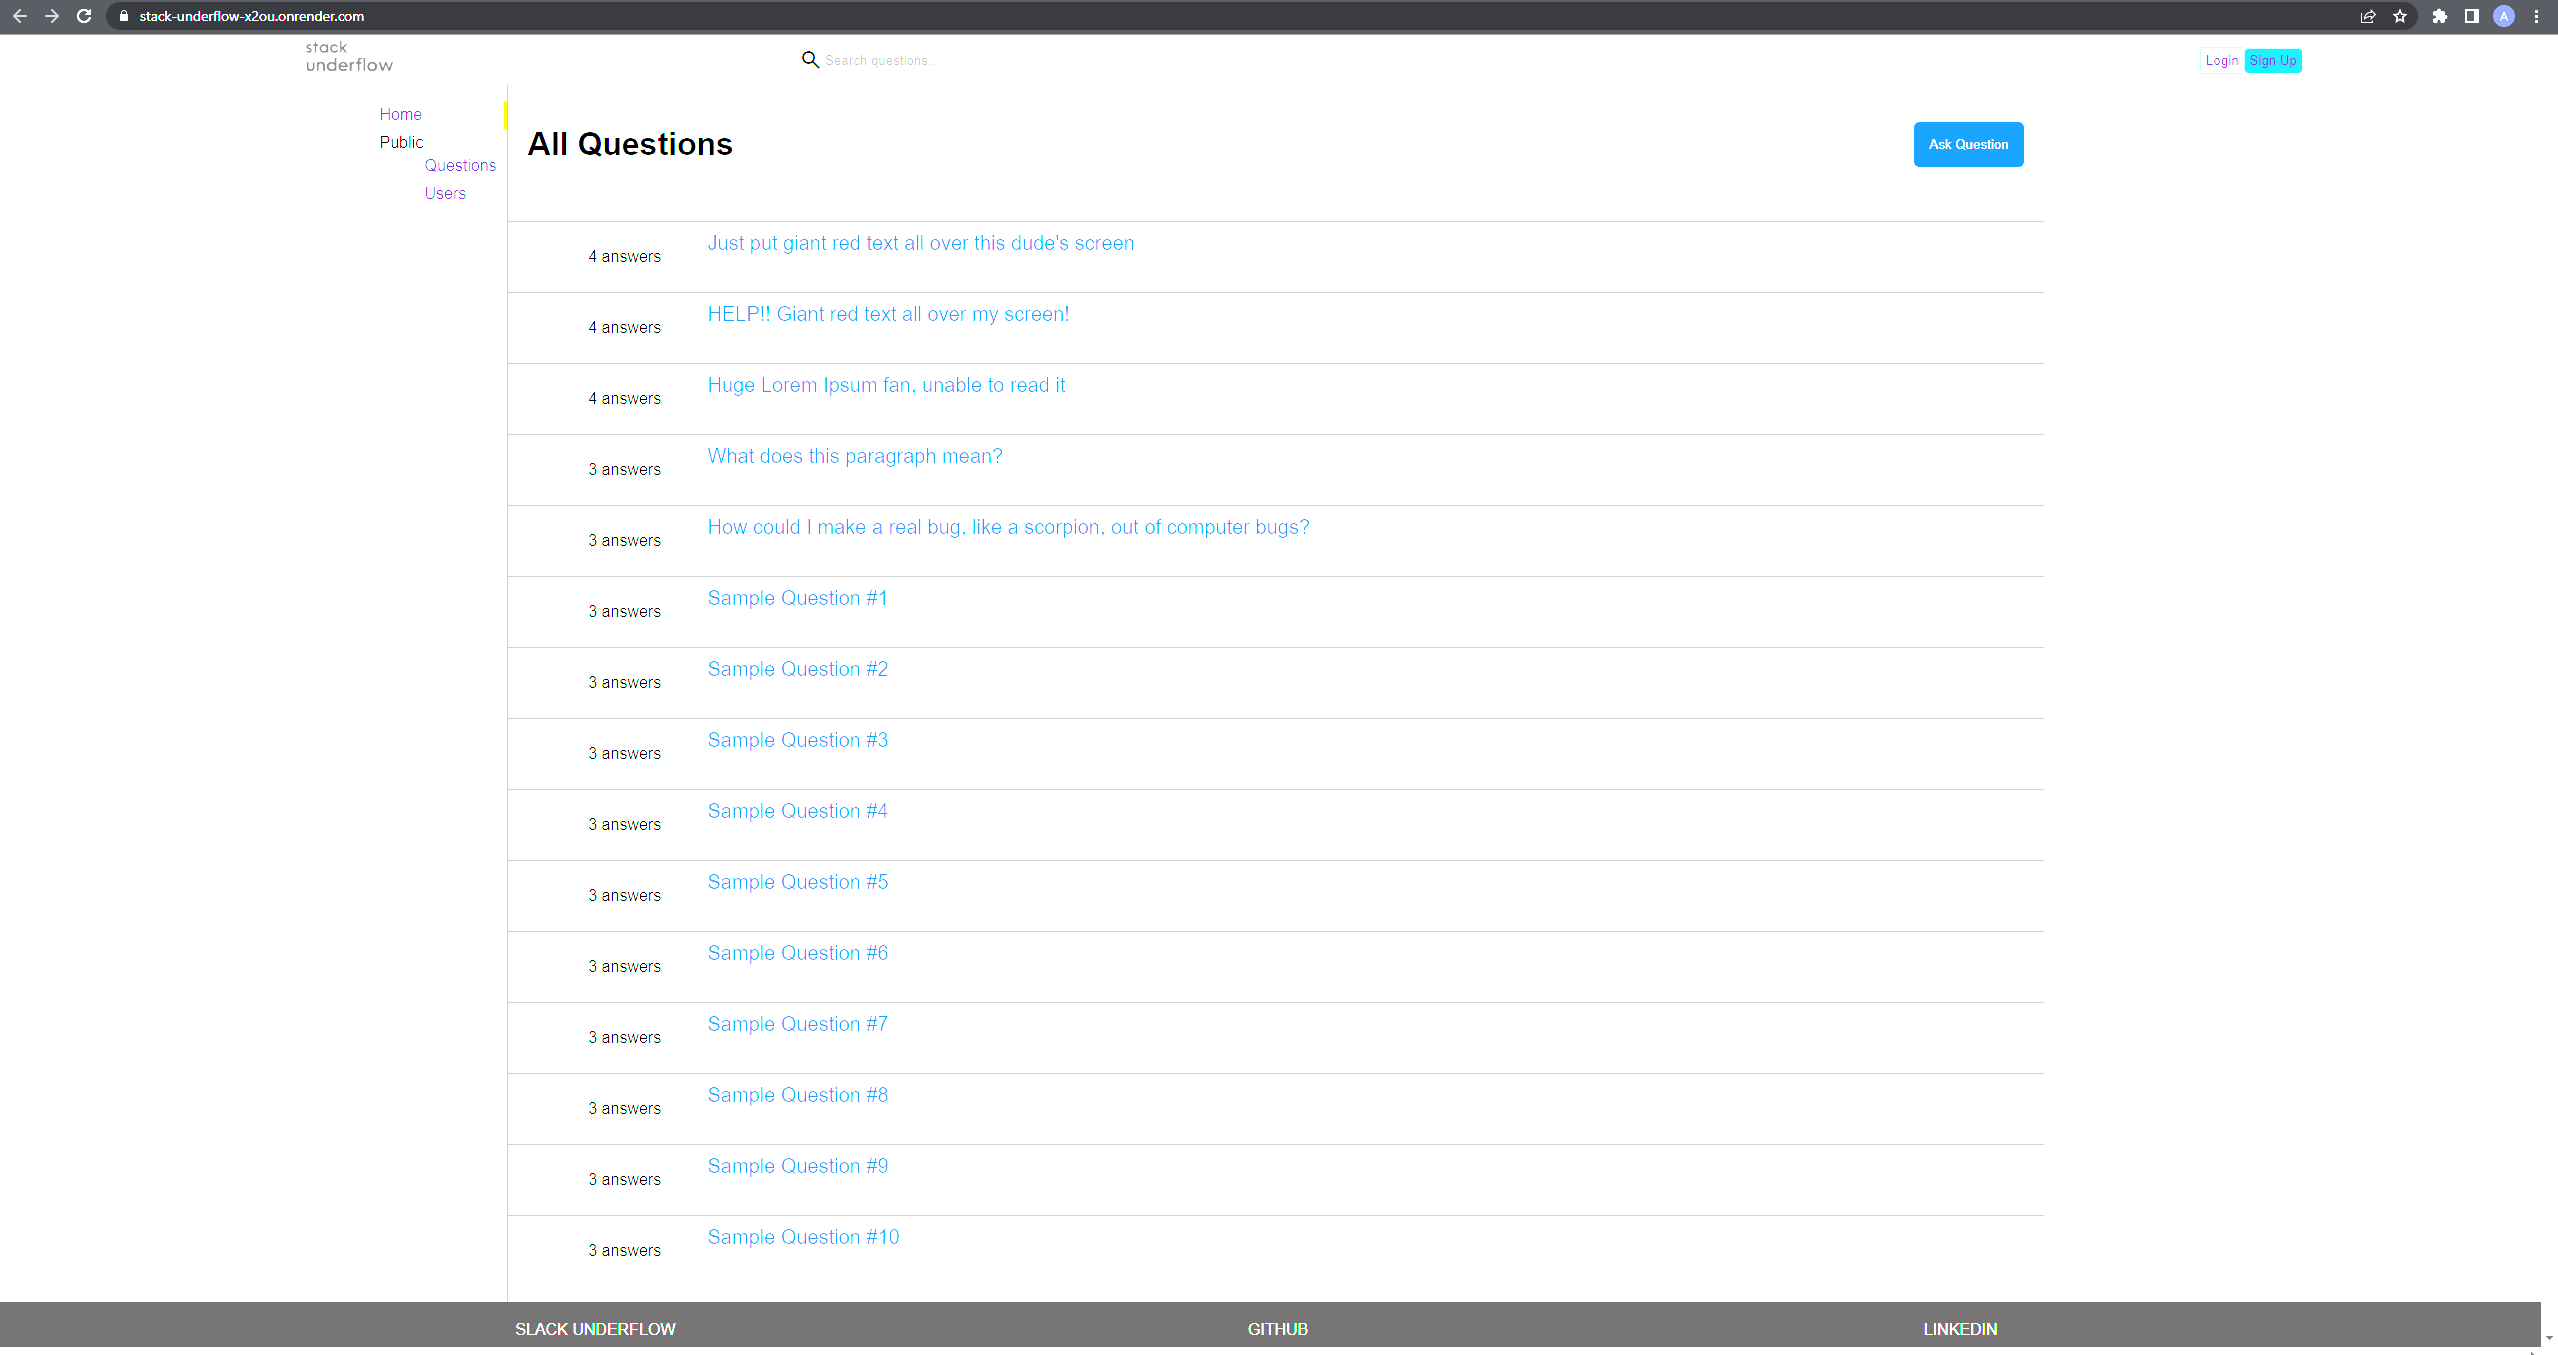 stack-underflow-x2ou.onrender.com
A
stack
underflow
Search questions...
Login Sign Up
Home
Public
Questions
Users
All Questions
Ask Question
4 answers Just put giant red text all over this dude's screen
4 answers HELP!! Giant red text all over my screen!
4 answers Huge Lorem Ipsum fan, unable to read it
3 answers What does this paragraph mean?
3 answers How could I make a real bug, like a scorpion, out of computer bugs?
3 answers Sample Question #1
3 answers Sample Question #2
3 answers Sample Question #3
3 answers Sample Question #4
3 answers Sample Question #5
3 answers Sample Question #6
3 answers Sample Question #7
3 answers Sample Question #8
3 answers Sample Question #9
3 answers Sample Question #10
SLACK UNDERFLOW GITHUB LINKEDIN